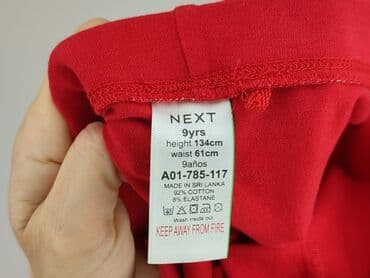 NEXT
9yrs
height 134cm
waist 61cm
9años
A01-785-117
MADE IN SRI LANKA
92% COTTON
8% ELASTANE
Wash inside out
KEEP AWAY FROM FIRE